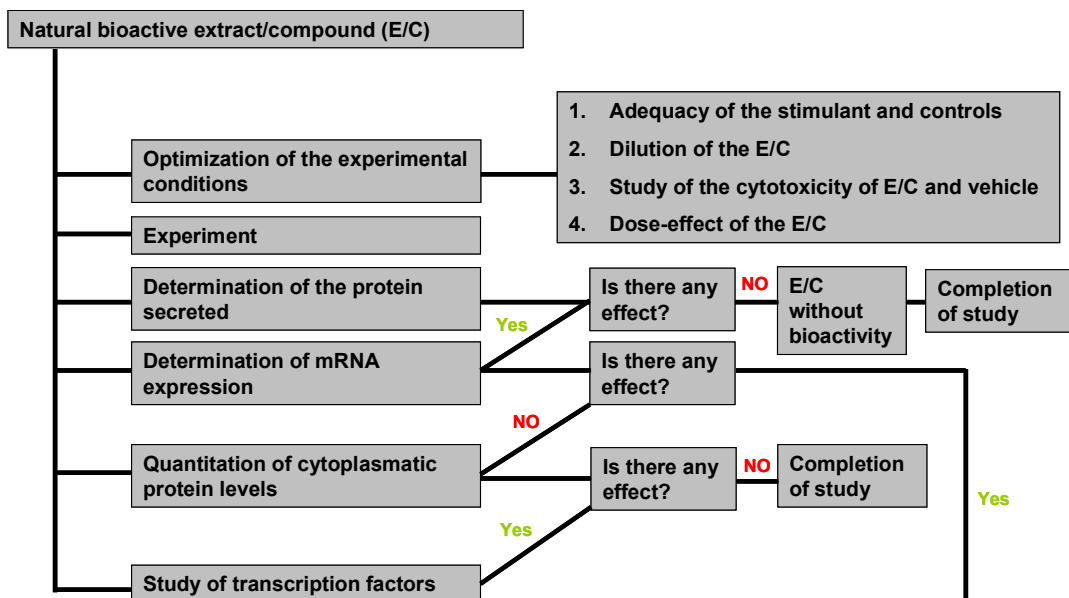 Natural bioactive extract/compound (E/C)
1. Adequacy of the stimulant and controls
2. Dilution of the E/C
3. Study of the cytotoxicity of E/C and vehicle
4. Dose-effect of the E/C
Optimization of the experimental
conditions
Experiment
Determination of the protein
secreted
Is there any
effect?
NO
E/C
without
bioactivity
Completion
of study
Yes
Determination of mRNA
expression
Is there any
effect?
NO
Quantitation of cytoplasmatic
protein levels
Is there any
effect?
NO
Completion
of study
Yes
Yes
Study of transcription factors